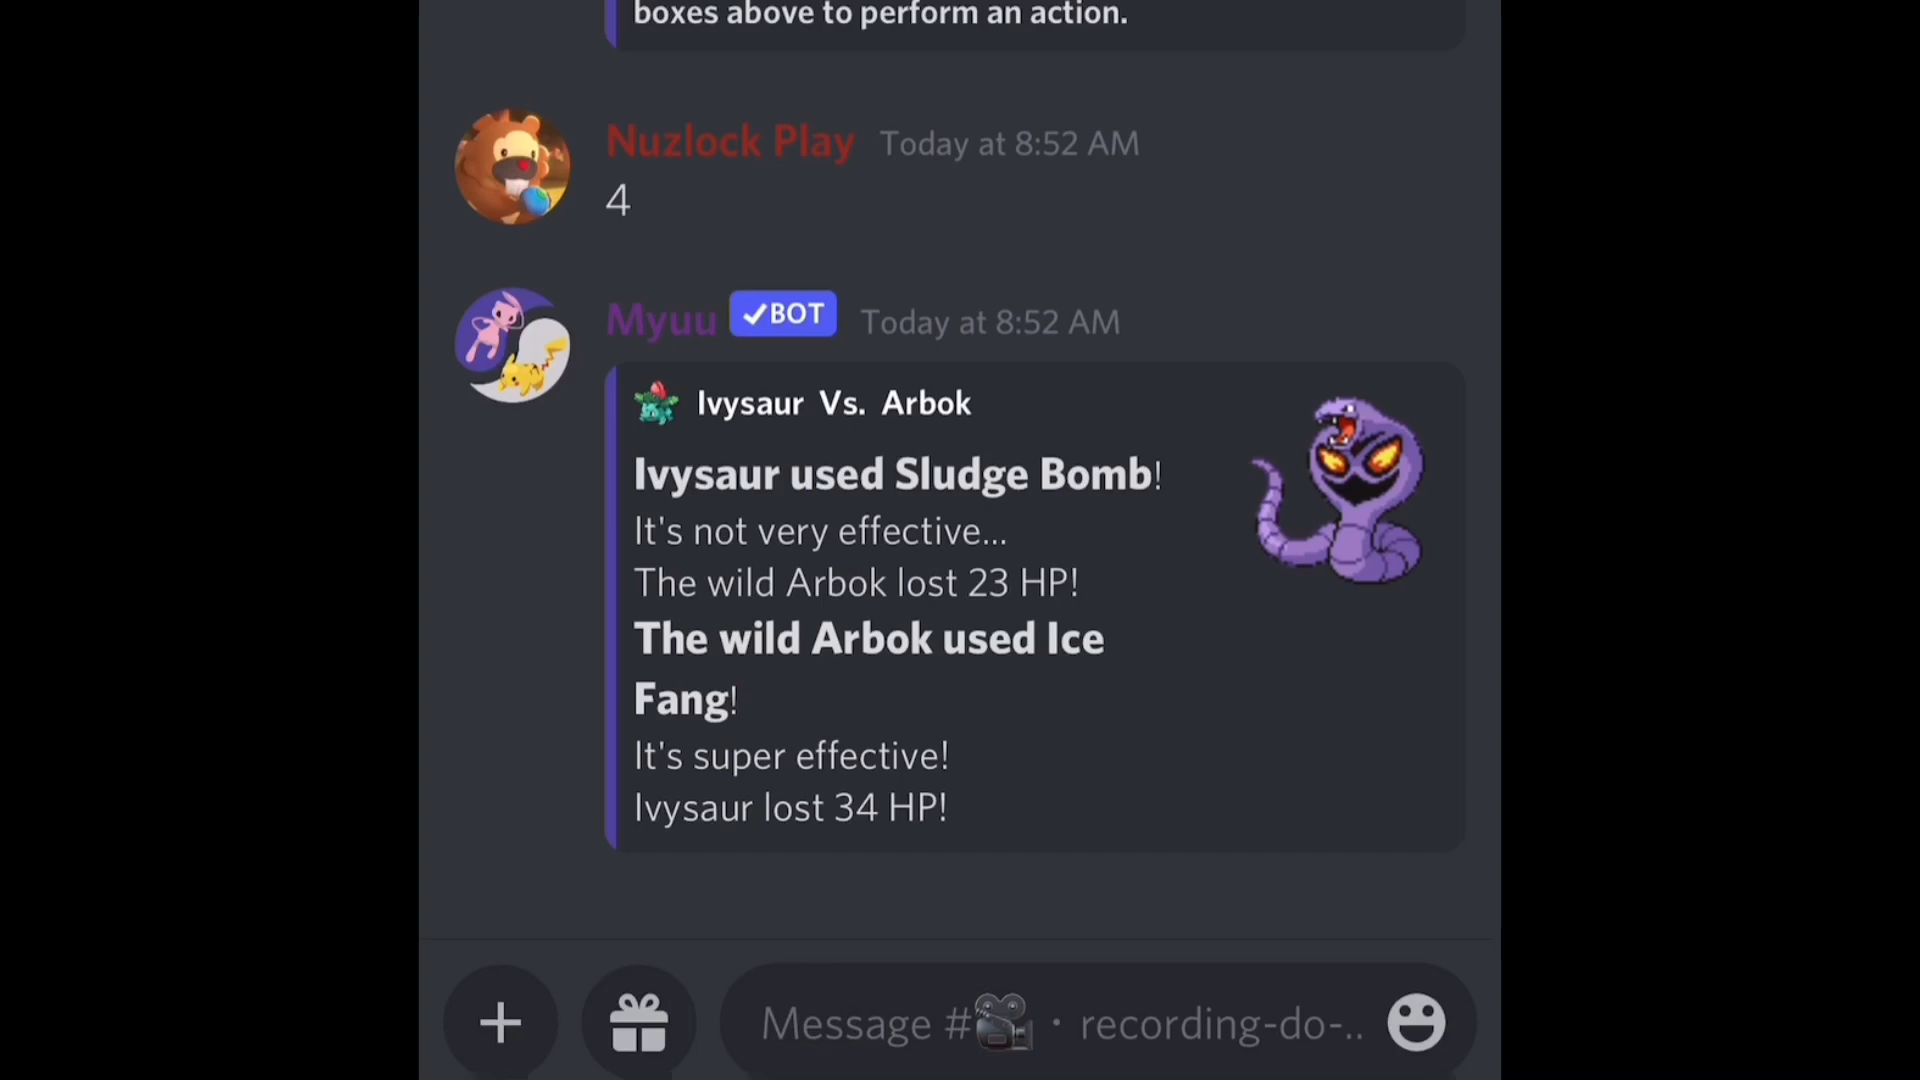 boxes above to perform an action.
Nuzlock Play Today at 8:52 AM
4
Myuu ✓BOT Today at 8:52 AM
Ivysaur Vs. Arbok
Ivysaur used Sludge Bomb!
It's not very effective...
The wild Arbok lost 23 HP!
The wild Arbok used Ice
Fang!
It's super effective!
Ivysaur lost 34 HP!
Message #🎥 · recording-do-..